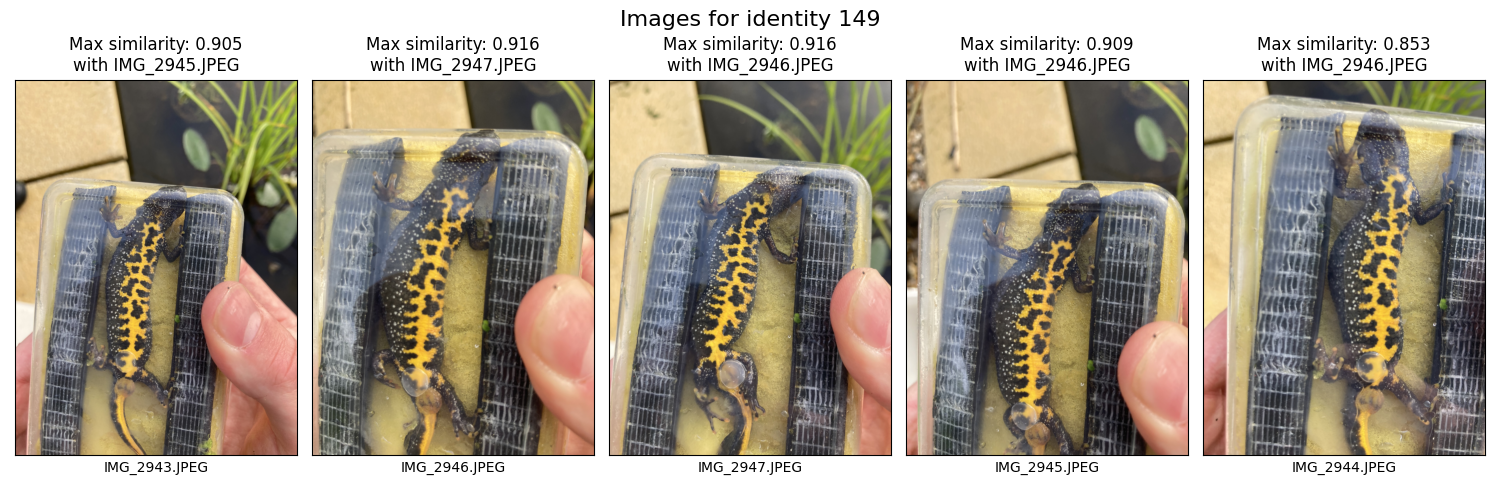 Images for identity 149
Max similarity: 0.905
with IMG_2945.JPEG
Max similarity: 0.916
with IMG_2947.JPEG
Max similarity: 0.916
with IMG_2946.JPEG
Max similarity: 0.909
with IMG_2946.JPEG
Max similarity: 0.853
with IMG_2946.JPEG
IMG_2943.JPEG
IMG_2946.JPEG
IMG_2947.JPEG
IMG_2945.JPEG
IMG_2944.JPEG